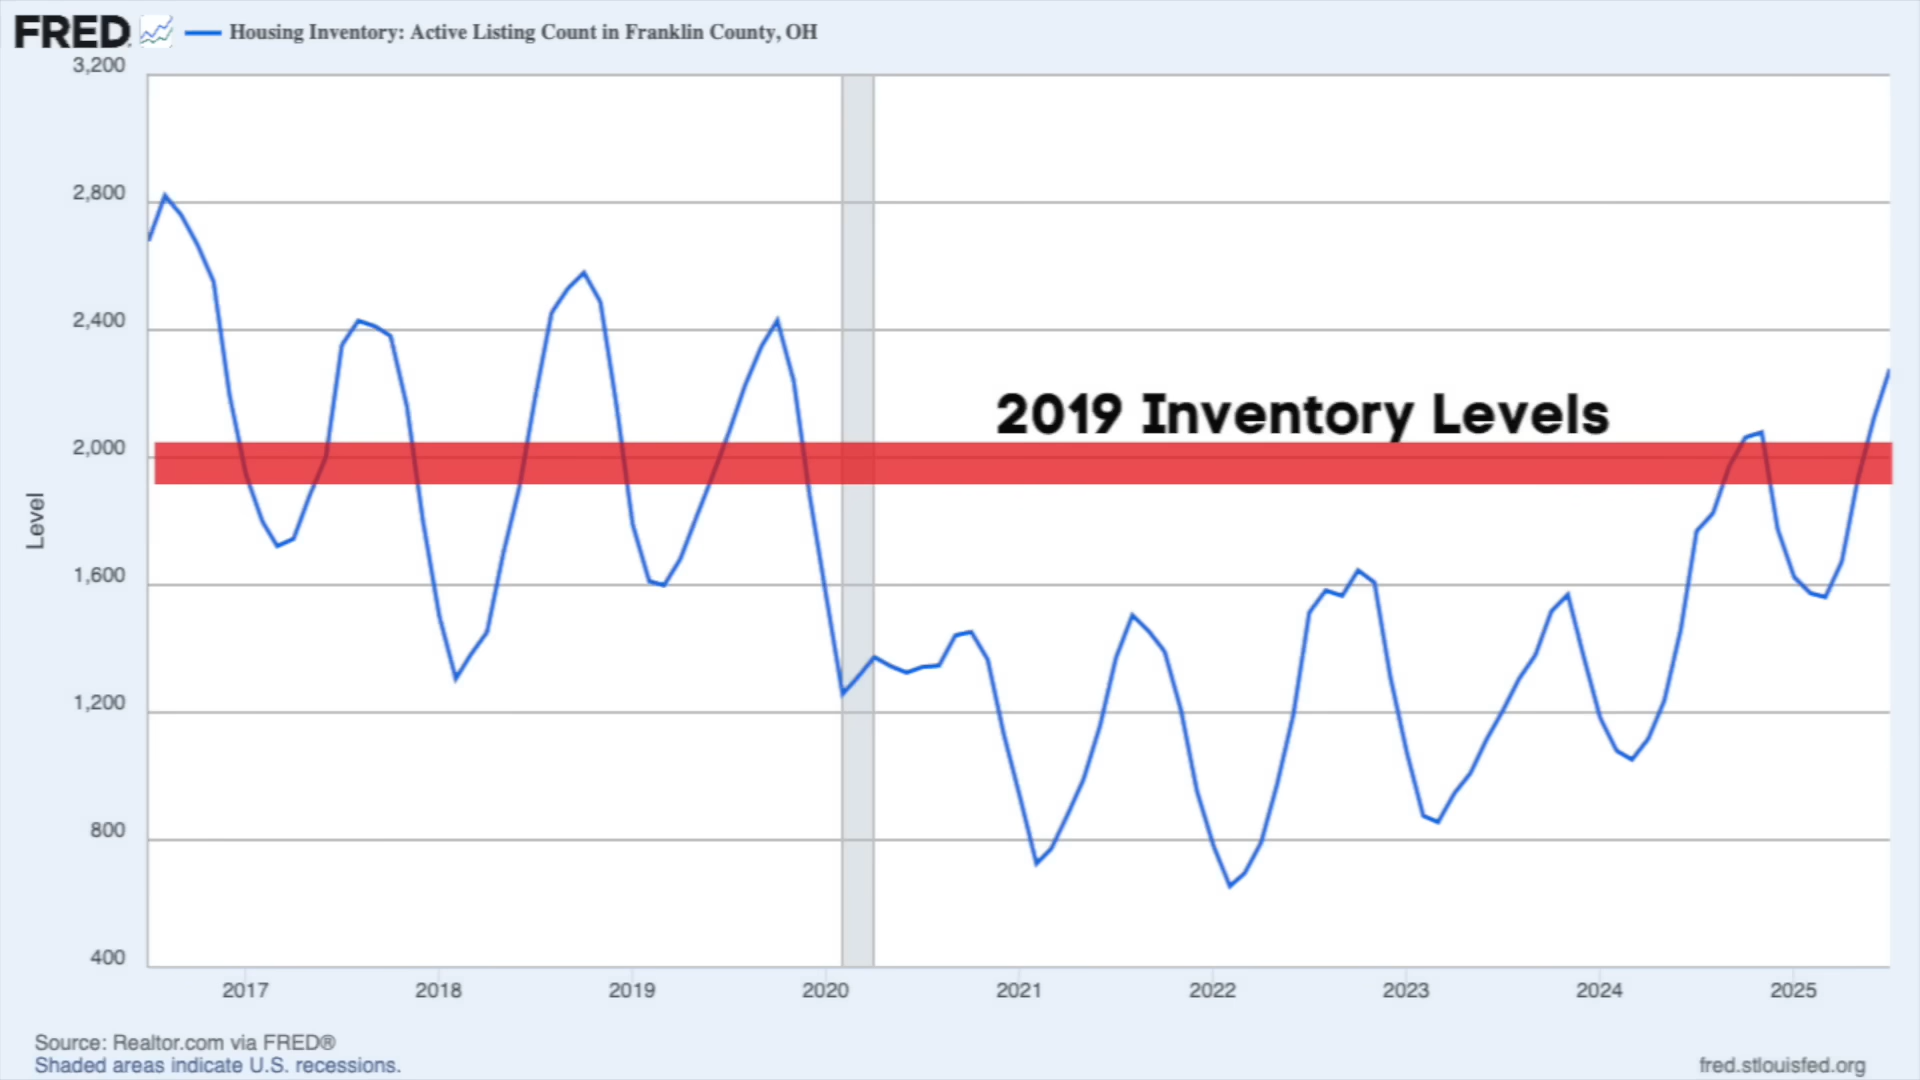 FRED
Housing Inventory: Active Listing Count in Franklin County, OH
3,200
2,800
2,400
2,000
1,600
1,200
800
400
Level
2019 Inventory Levels
2017 2018 2019 2020 2021 2022 2023 2024 2025
Source: Realtor.com via FRED®
Shaded areas indicate U.S. recessions.
fred.stlouisfed.org